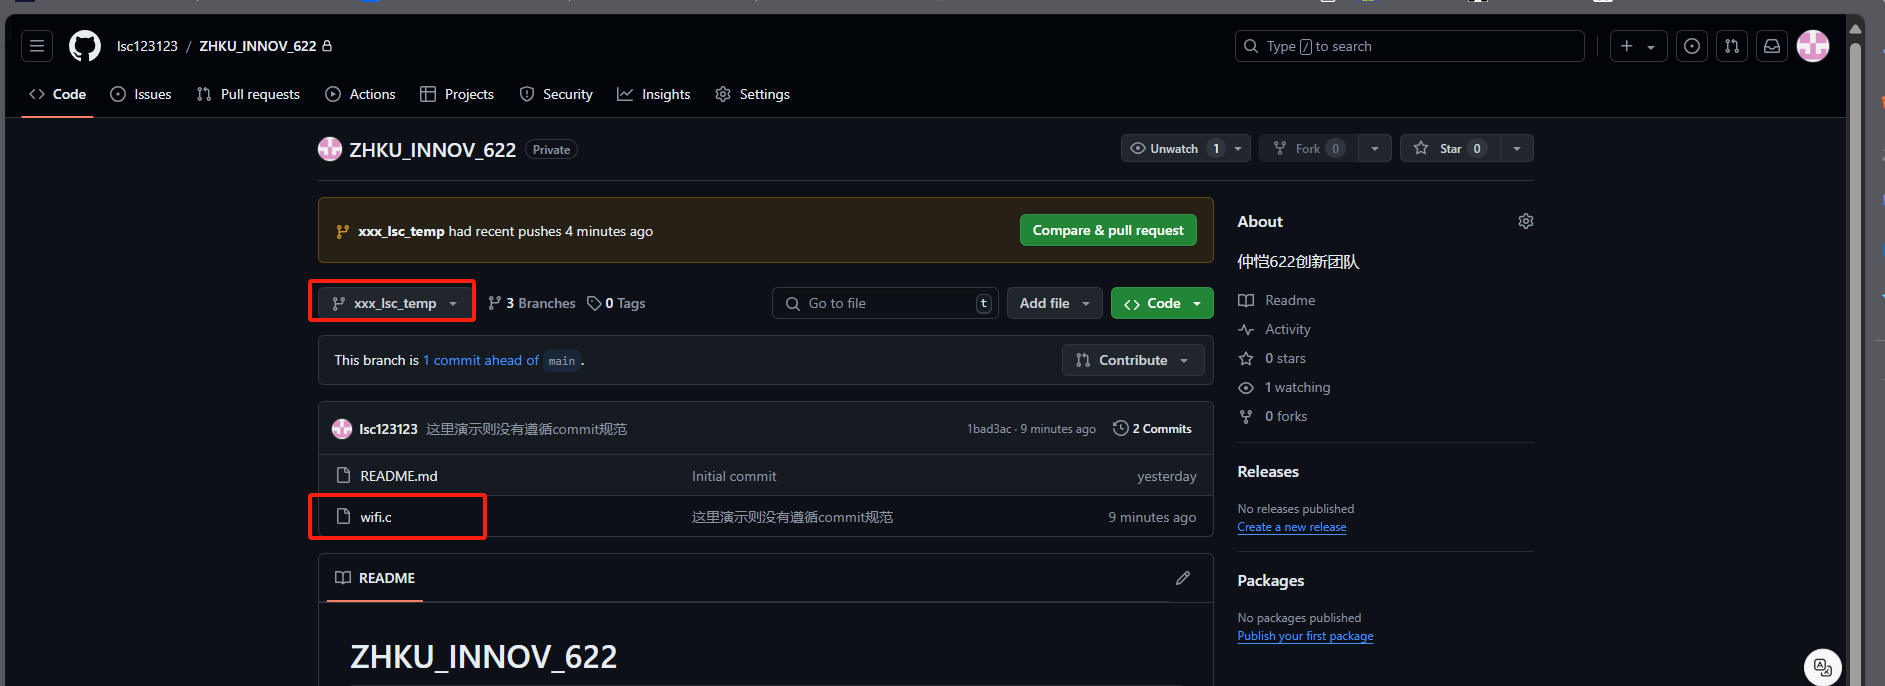 lsc123123 / ZHKU_INNOV_622
Type / to search
Code
Issues
Pull requests
Actions
Projects
Security
Insights
Settings
ZHKU_INNOV_622 Private
Unwatch 1
Fork 0
Star 0
xxx_lsc_temp had recent pushes 4 minutes ago
Compare & pull request
xxx_lsc_temp
3 Branches
0 Tags
Go to file t
Add file
Code
This branch is 1 commit ahead of main .
Contribute
lsc123123 这里演示则没有遵循commit规范
1bad3ac · 9 minutes ago
2 Commits
README.md Initial commit yesterday
wifi.c 这里演示则没有遵循commit规范 9 minutes ago
README
ZHKU_INNOV_622
About
仲恺622创新团队
Readme
Activity
0 stars
1 watching
0 forks
Releases
No releases published
Create a new release
Packages
No packages published
Publish your first package